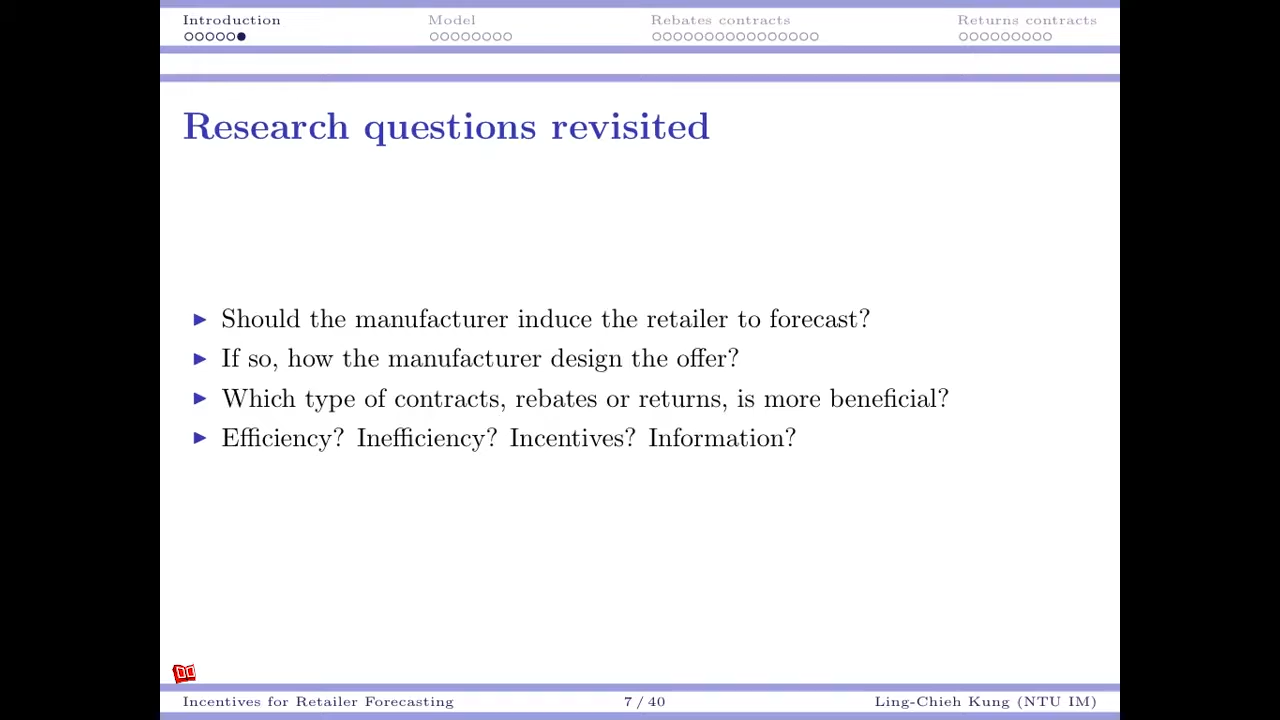 Introduction Model Rebates contracts Returns contracts
Research questions revisited
Should the manufacturer induce the retailer to forecast?
If so, how the manufacturer design the offer?
Which type of contracts, rebates or returns, is more beneficial?
Efficiency? Inefficiency? Incentives? Information?
Incentives for Retailer Forecasting 7 / 40 Ling-Chieh Kung (NTU IM)